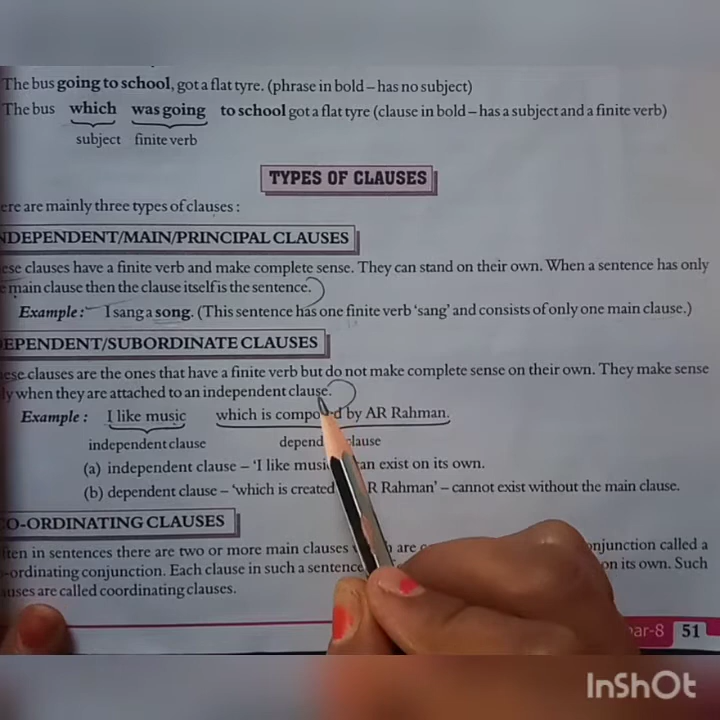 The bus going to school, got a flat tyre. (phrase in bold – has no subject)
The bus which was going to school got a flat tyre (clause in bold – has a subject and a finite verb)
subject finite verb
TYPES OF CLAUSES
ere are mainly three types of clauses :
NDEPENDENT/MAIN/PRINCIPAL CLAUSES
ese clauses have a finite verb and make complete sense. They can stand on their own. When a sentence has only
e main clause then the clause itself is the sentence.
Example : I sang a song. (This sentence has one finite verb 'sang' and consists of only one main clause.)
EPENDENT/SUBORDINATE CLAUSES
ese clauses are the ones that have a finite verb but do not make complete sense on their own. They make sense
ly when they are attached to an independent clause.
Example : I like music which is compo d by AR Rahman.
independent clause depend clause
(a) independent clause – 'I like musi an exist on its own.
(b) dependent clause – 'which is created R Rahman' – cannot exist without the main clause.
O-ORDINATING CLAUSES
ften in sentences there are two or more main clauses are onjunction called a
-ordinating conjunction. Each clause in such a sentence on its own. Such
auses are called coordinating clauses.
ar-8 51
InShOt